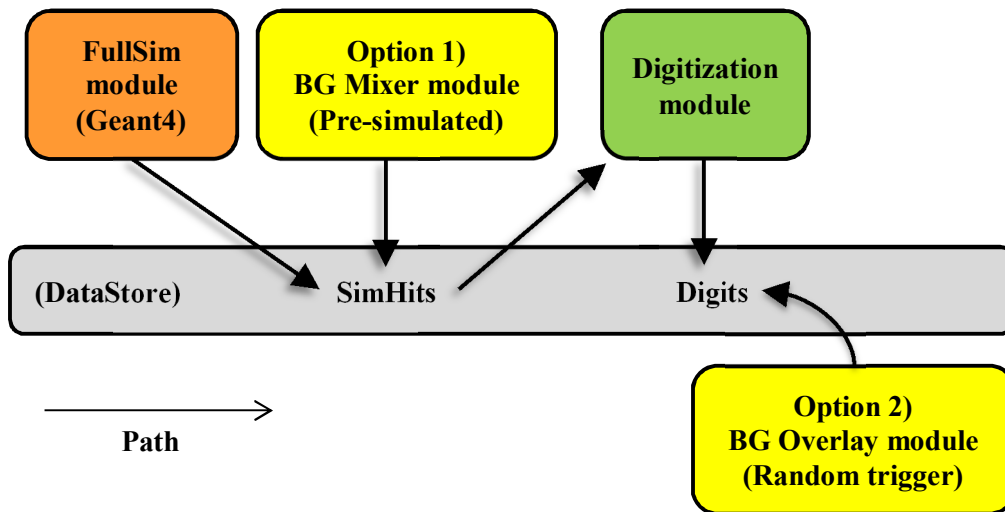 FullSim
module
(Geant4)
Option 1)
BG Mixer module
(Pre-simulated)
Digitization
module
(DataStore)
SimHits
Digits
Path
Option 2)
BG Overlay module
(Random trigger)